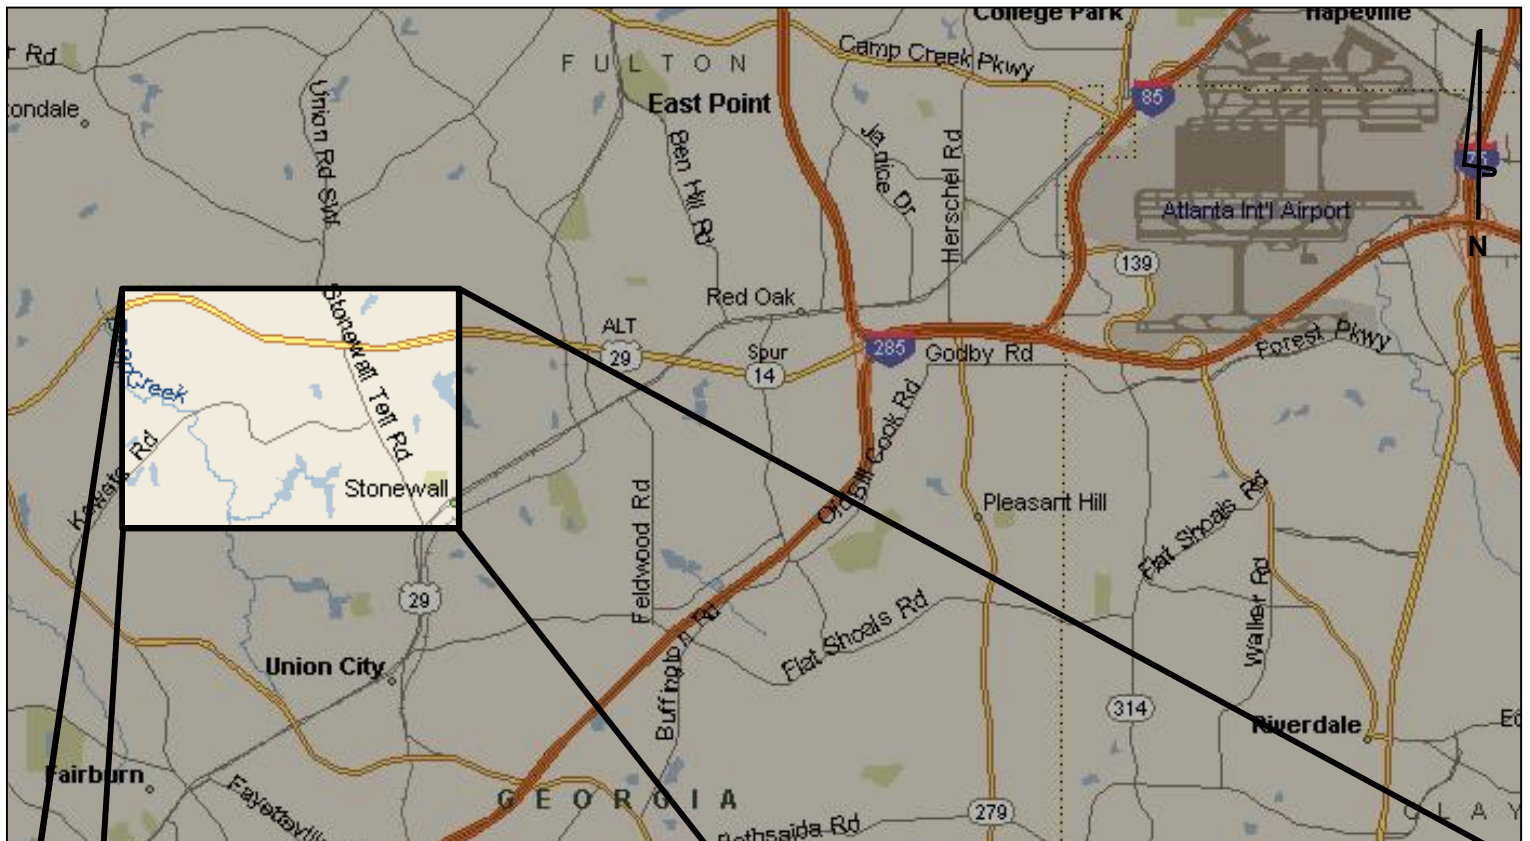 College Park
Hapeville
Rd
FULTON
Camp Creek Pkwy
85
ondale
Union Rd SW
East Point
Ben Hill Rd
Janice Dr
Herschel Rd
Atlanta Int'l Airport
N
139
Red Oak
ALT
29
Spur
14
285
Godby Rd
Forest Pkwy
Stonewall Tell Rd
Creek
Rd
Stonewall
Old Bill Cook Rd
Pleasant Hill
Flat Shoals Rd
Feldwood Rd
29
Walker Rd
Flat Shoals Rd
Union City
Buffington Rd
314
Riverdale
Fairburn
GEORGIA
279
CLAY
Bethsaida Rd